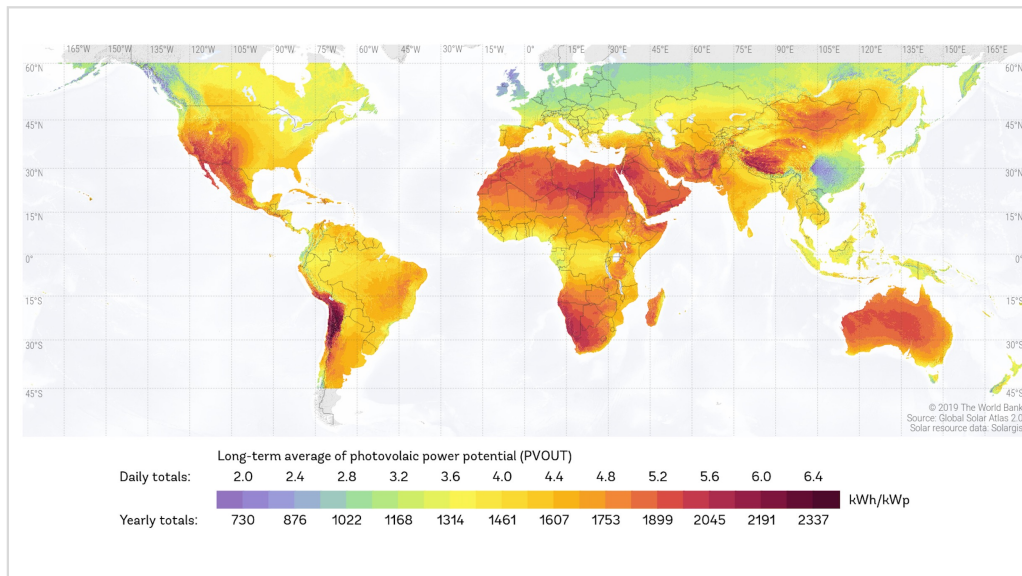 165°W 150°W 135°W 120°W 105°W 90°W 75°W 60°W 45°W 30°W 15°W 0° 15°E 30°E 45°E 60°E 75°E 90°E 105°E 120°E 135°E 150°E 165°E
60°N 60°N
45°N 45°N
30°N 30°N
15°N 15°N
0° 0°
15°S 15°S
30°S 30°S
45°S 45°S
© 2019 The World Bank
Source: Global Solar Atlas 2.0
Solar resource data: Solargis
Long-term average of photovolaic power potential (PVOUT)
Daily totals: 2.0 2.4 2.8 3.2 3.6 4.0 4.4 4.8 5.2 5.6 6.0 6.4
kWh/kWp
Yearly totals: 730 876 1022 1168 1314 1461 1607 1753 1899 2045 2191 2337